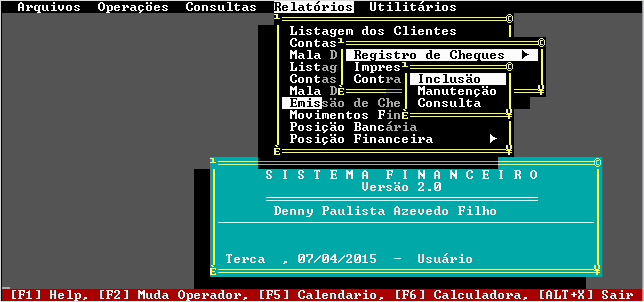 Arquivos Operações Consultas Relatórios Utilitários
Listagem dos Clientes
Contas
Mala D
Registro de Cheques
Listag
Impres
Contas
Contra
Inclusão
Mala D
Manutenção
Emissão de Che
Consulta
Movimentos Fin
Posição Bancária
Posição Financeira
SISTEMA FINANCEIRO
Versão 2.0
Denny Paulista Azevedo Filho
Terca , 07/04/2015 - Usuário
[F1] Help, [F2] Muda Operador, [F5] Calendario, [F6] Calculadora, [ALT+X] Sair